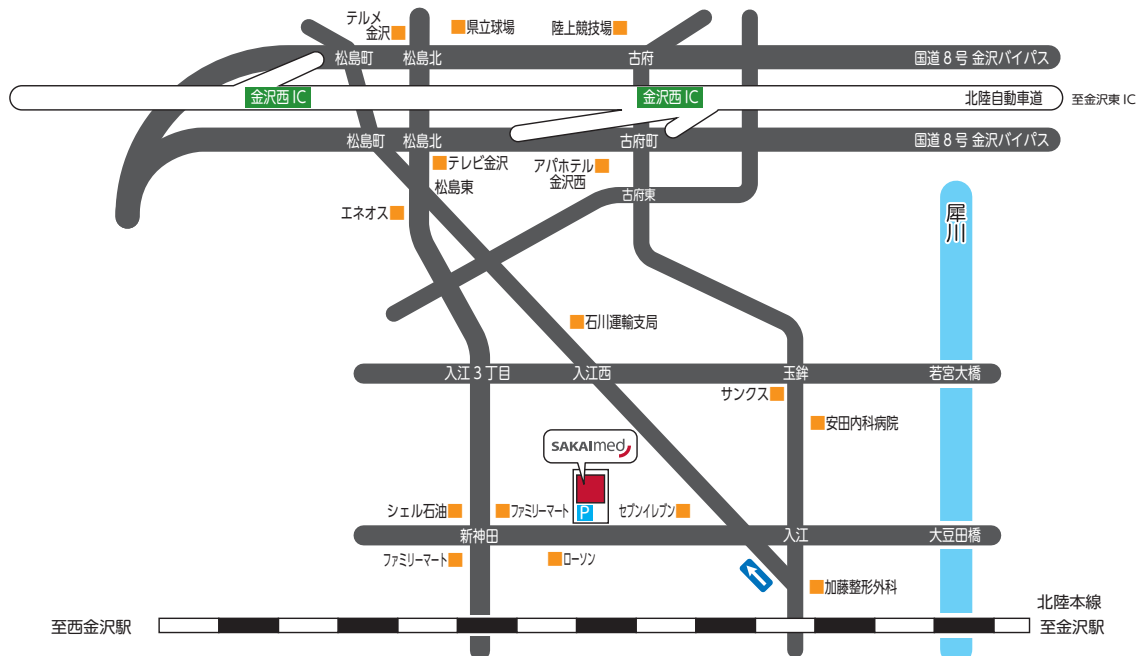 テルメ
金沢
県立球場
陸上競技場
松島町
松島北
古府
国道8号 金沢バイパス
金沢西IC
金沢西IC
北陸自動車道
至金沢東IC
松島町
松島北
古府町
国道8号 金沢バイパス
テレビ金沢
アパホテル
金沢西
松島東
古府東
エネオス
犀川
石川運輸支局
入江3丁目
入江西
玉鉾
若宮大橋
サンクス
安田内科病院
SAKAImed
シェル石油
ファミリーマート
P
セブンイレブン
新神田
入江
大豆田橋
ファミリーマート
ローソン
加藤整形外科
北陸本線
至西金沢駅
至金沢駅